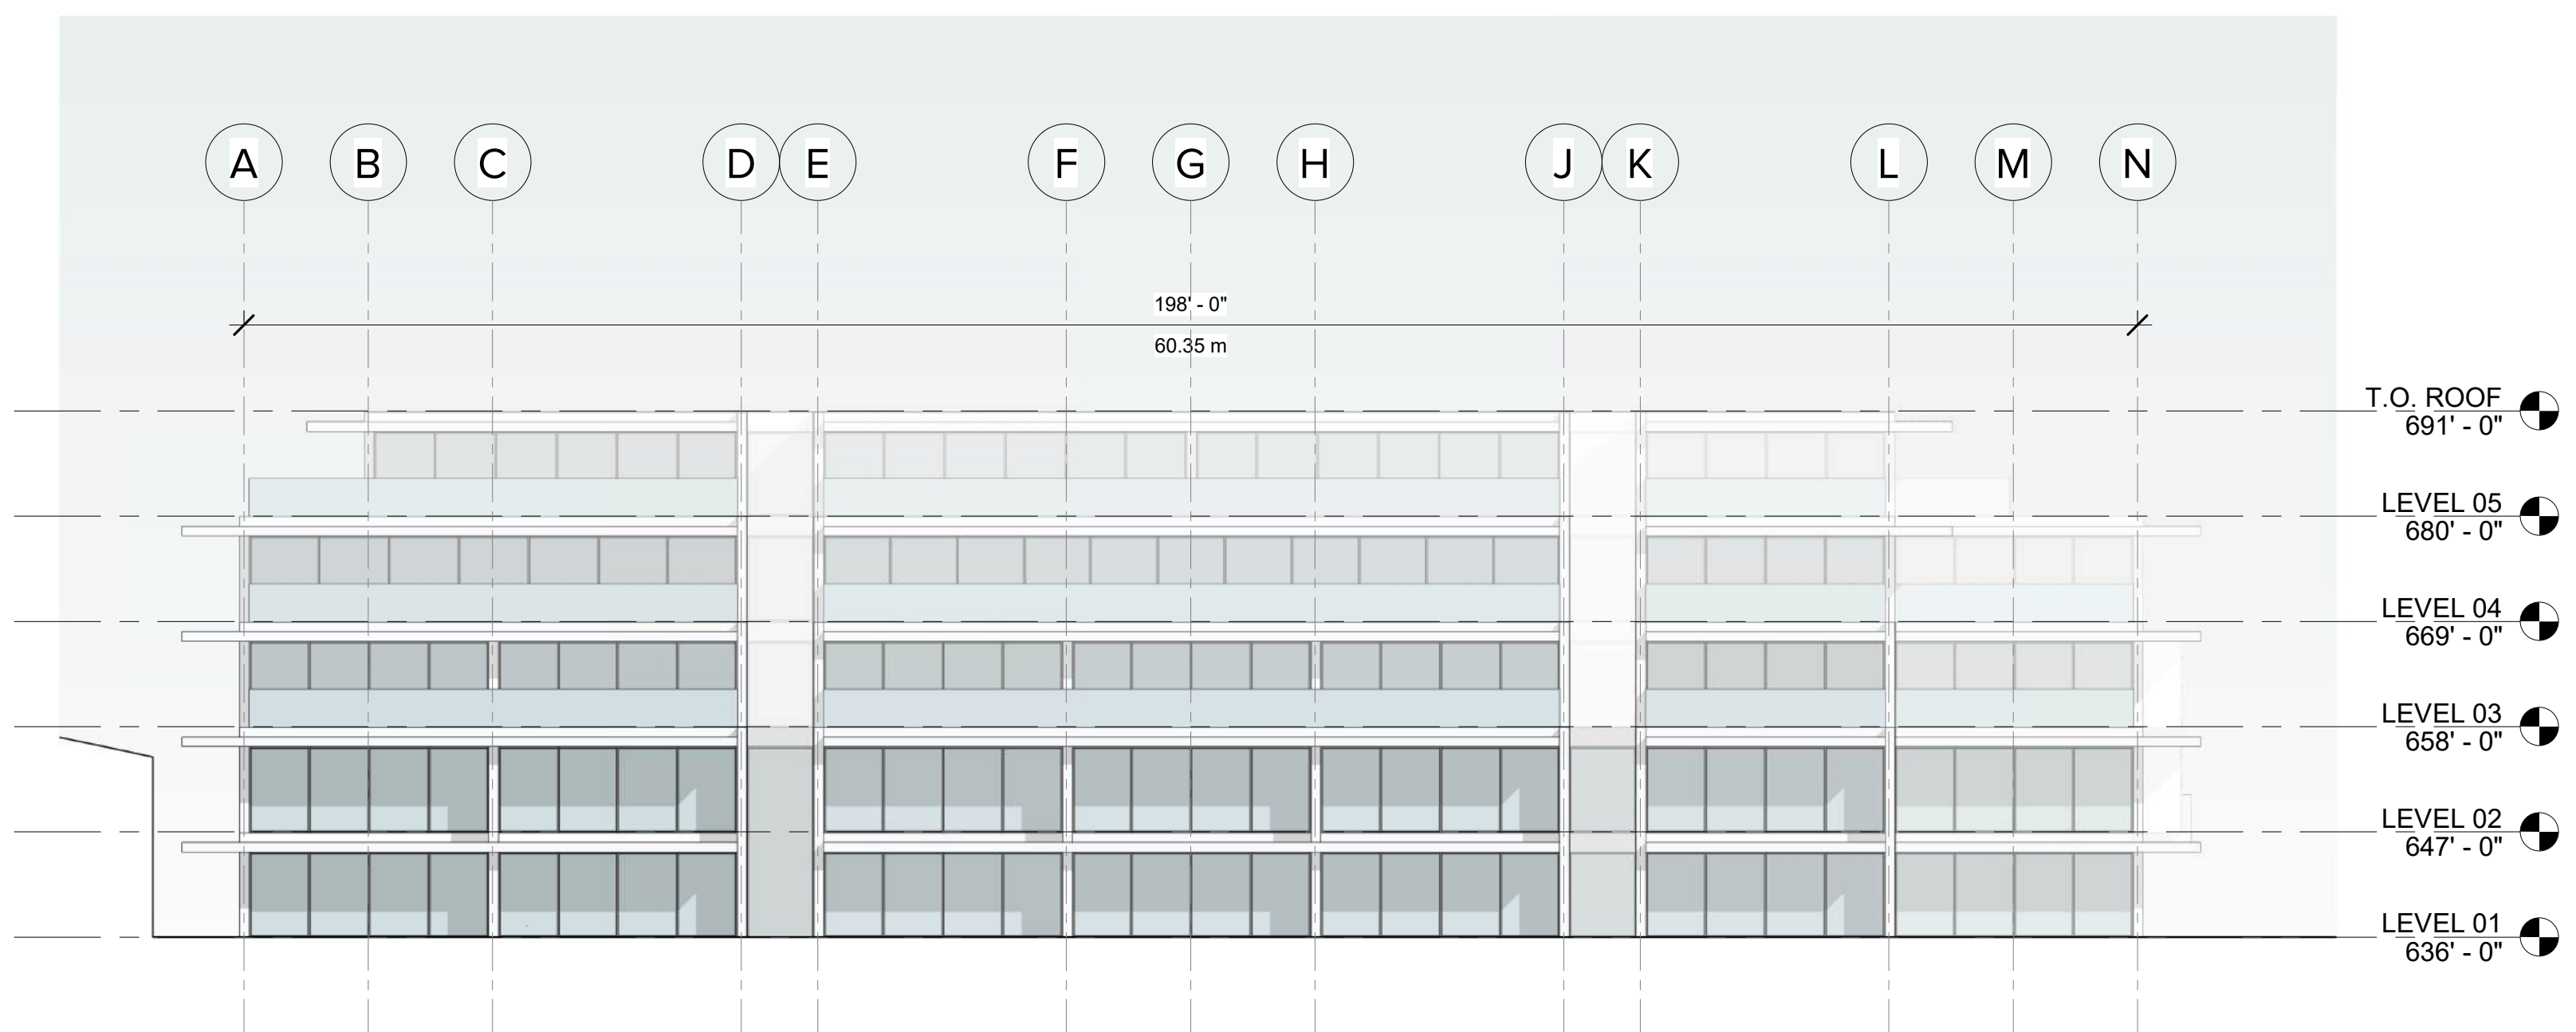 A B C D E F G H J K L M N
198' - 0"
60.35 m
T.O. ROOF
691' - 0"
LEVEL 05
680' - 0"
LEVEL 04
669' - 0"
LEVEL 03
658' - 0"
LEVEL 02
647' - 0"
LEVEL 01
636' - 0"